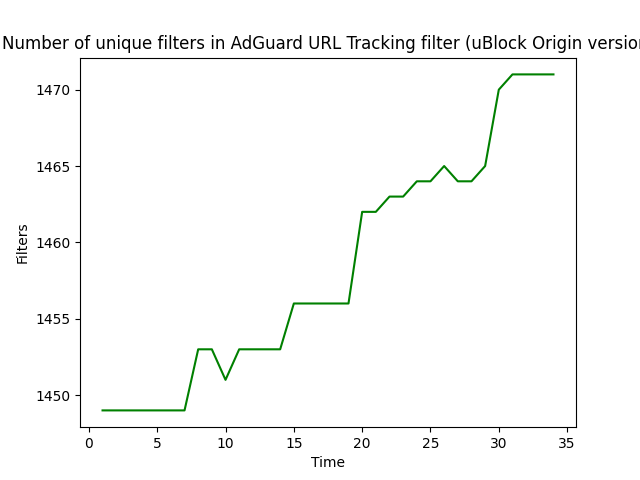 Number of unique filters in AdGuard URL Tracking filter (uBlock Origin version
1470
1465
1460
1455
1450
Filters
0 5 10 15 20 25 30 35
Time